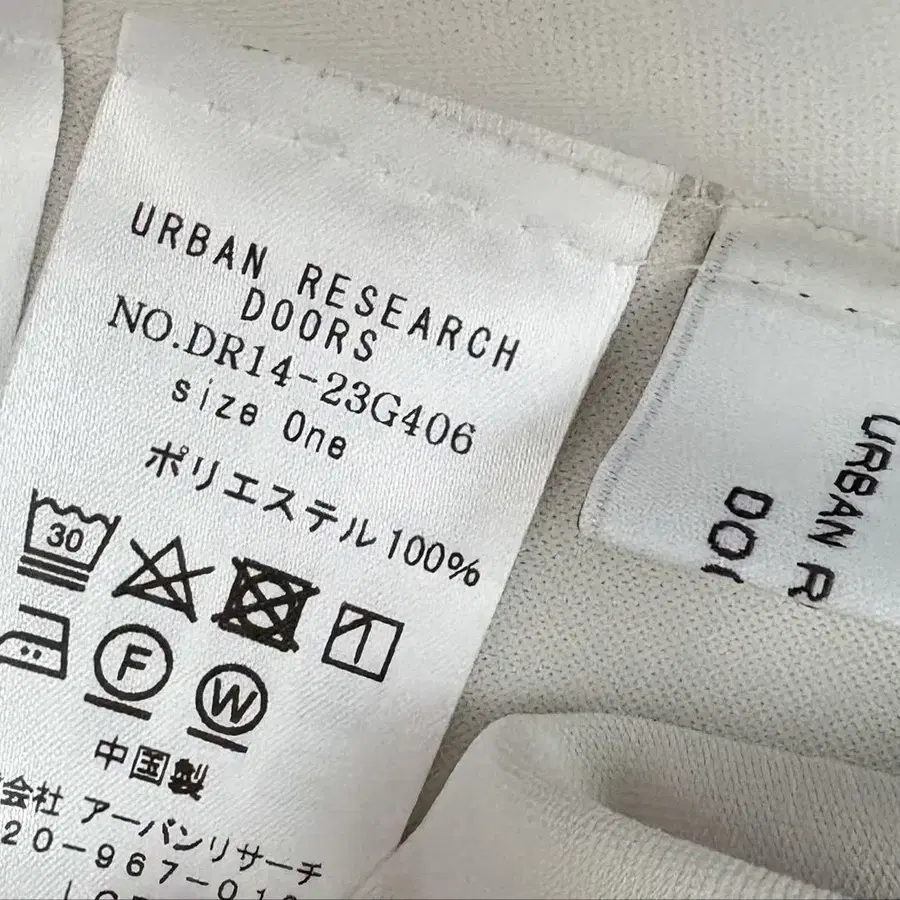 URBAN RESEARCH
DOORS
NO.DR14-23G406
size One
ポリエステル100%
30
F
W
中国製
会社 アーバンリサーチ
20-967-01
URBAN R
DO